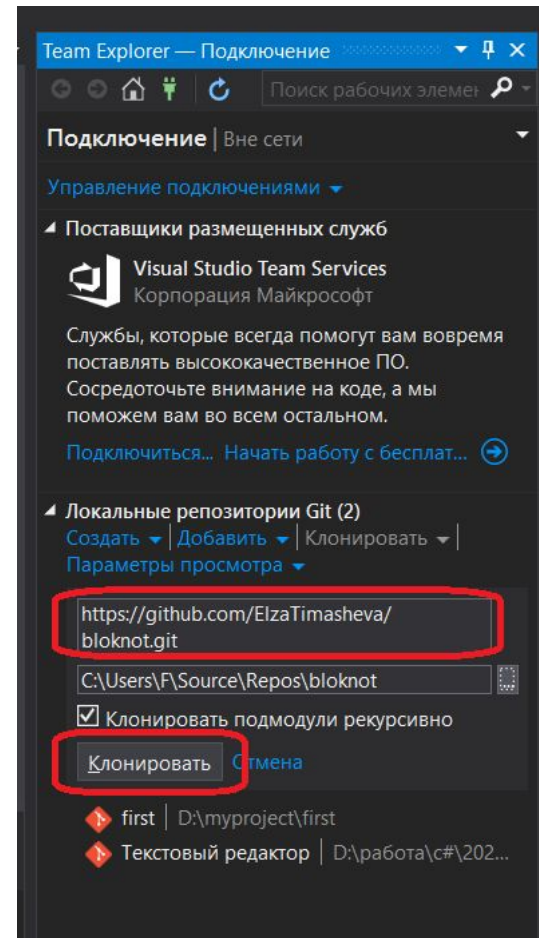 Team Explorer — Подключение
Поиск рабочих элемен
Подключение | Вне сети
Управление подключениями
Поставщики размещенных служб
Visual Studio Team Services
Корпорация Майкрософт
Службы, которые всегда помогут вам вовремя
поставлять высококачественное ПО.
Сосредоточьте внимание на коде, а мы
поможем вам во всем остальном.
Подключиться... Начать работу с бесплат...
Локальные репозитории Git (2)
Создать | Добавить | Клонировать |
Параметры просмотра
https://github.com/ElzaTimasheva/
bloknot.git
C:\Users\F\Source\Repos\bloknot
Клонировать подмодули рекурсивно
Клонировать Отмена
first | D:\myproject\first
Текстовый редактор | D:\работа\c#\202...